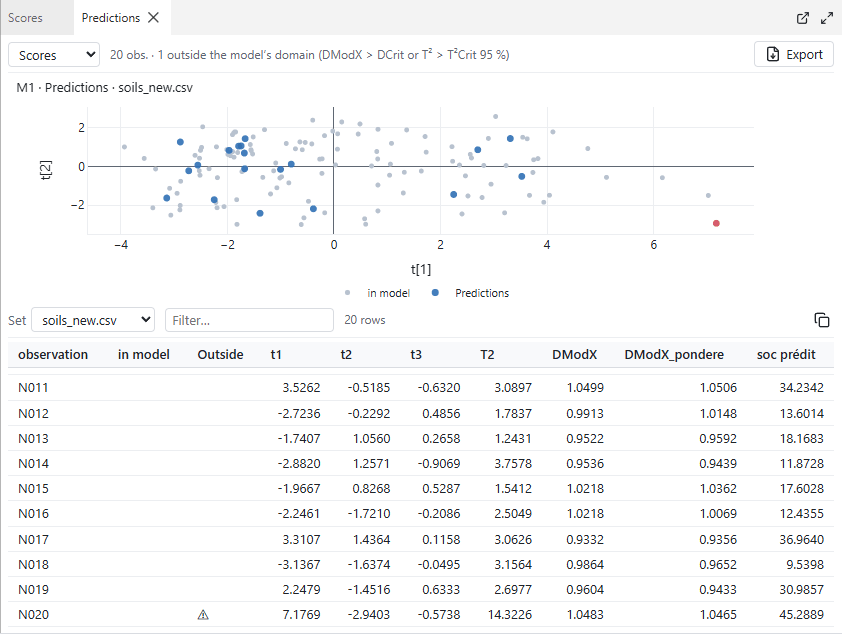 Scores Predictions
Scores 20 obs. · 1 outside the model's domain (DModX > DCrit or T² > T²Crit 95 %) Export
M1 · Predictions · soils_new.csv
2
0
−2
t[2]
−4 −2 0 2 4 6
t[1]
in model Predictions
Set soils_new.csv Filter... 20 rows
observation in model Outside t1 t2 t3 T2 DModX DModX_pondere soc prédit
N011 3.5262 -0.5185 -0.6320 3.0897 1.0499 1.0506 34.2342
N012 -2.7236 -0.2292 0.4856 1.7837 0.9913 1.0148 13.6014
N013 -1.7407 1.0560 0.2658 1.2431 0.9522 0.9592 18.1683
N014 -2.8820 1.2571 -0.9069 3.7578 0.9536 0.9439 11.8728
N015 -1.9667 0.8268 0.5287 1.5412 1.0218 1.0362 17.6028
N016 -2.2461 -1.7210 -0.2086 2.5049 1.0218 1.0069 12.4355
N017 3.3107 1.4364 0.1158 3.0626 0.9332 0.9356 36.9640
N018 -3.1367 -1.6374 -0.0495 3.1564 0.9864 0.9652 9.5398
N019 2.2479 -1.4516 0.6333 2.6977 0.9604 0.9433 30.9857
N020 ⚠ 7.1769 -2.9403 -0.5738 14.3226 1.0483 1.0465 45.2889